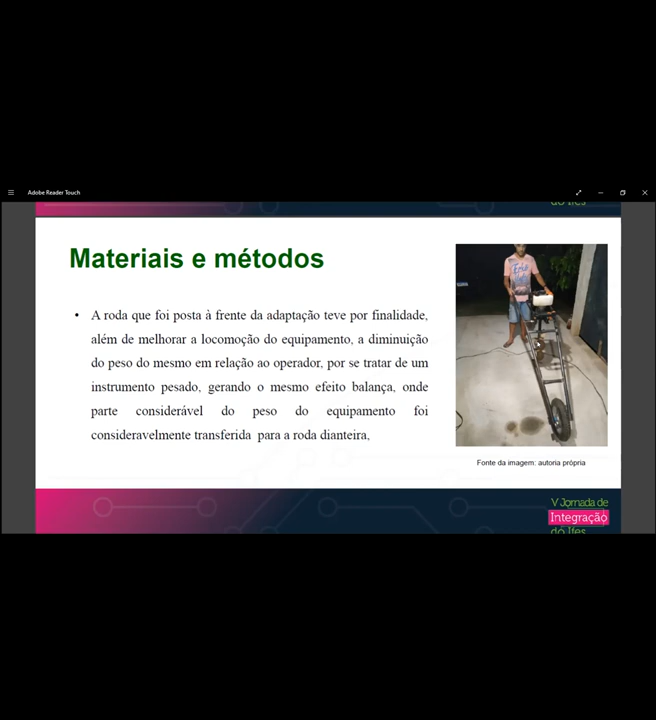 Adobe Reader Touch
Materiais e métodos
• A roda que foi posta à frente da adaptação teve por finalidade,
além de melhorar a locomoção do equipamento, a diminuição
do peso do mesmo em relação ao operador, por se tratar de um
instrumento pesado, gerando o mesmo efeito balança, onde
parte considerável do peso do equipamento foi
consideravelmente transferida para a roda dianteira,
Fonte da imagem: autoria própria
V Jornada de
Integração
do Ifes